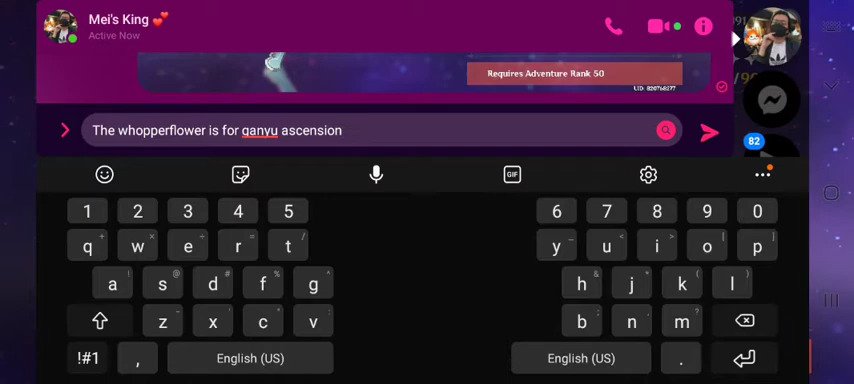 Mei's King 💕
Active Now
Requires Adventure Rank 50
The whopperflower is for ganyu ascension
82
GIF
1 2 3 4 5 6 7 8 9 0
q w e r t y u i o p
a s d f g h j k l
z x c v b n m
!#1 , English (US) English (US) .